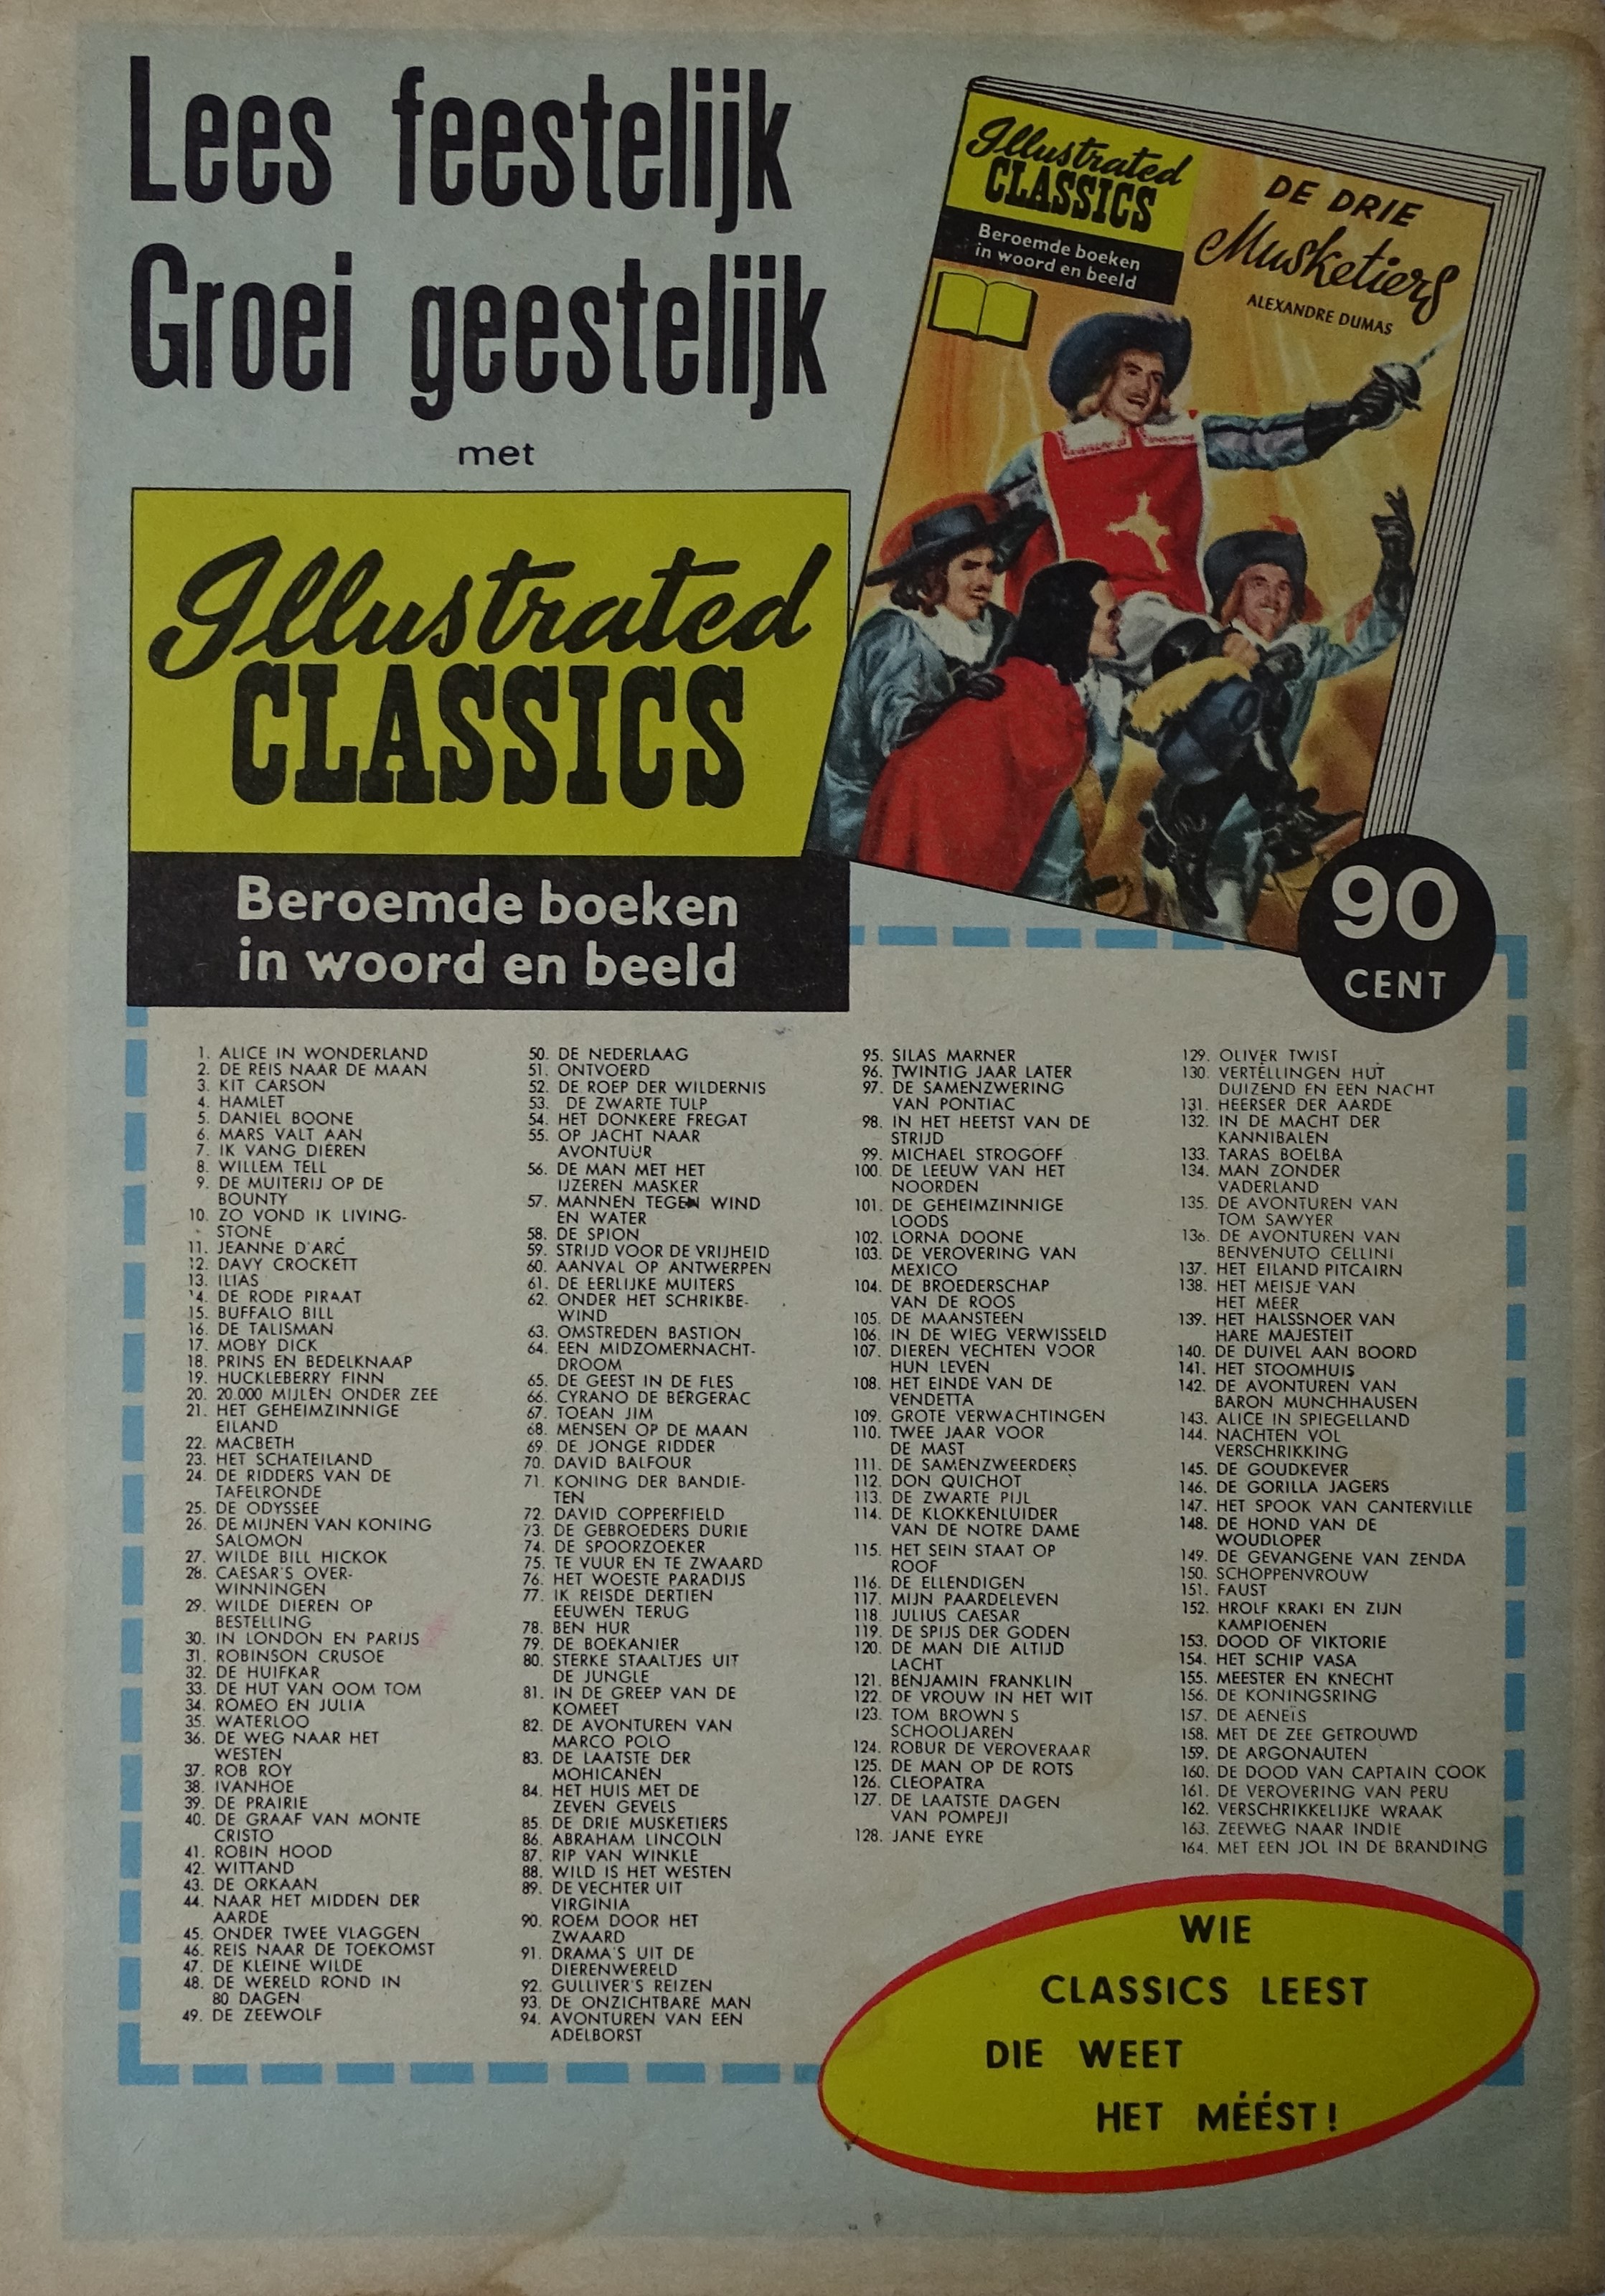 Lees feestelijk
Groei geestelijk
met
Illustrated
CLASSICS
Beroemde boeken
in woord en beeld
Illustrated
CLASSICS
Beroemde boeken
in woord en beeld
DE DRIE
Musketiers
ALEXANDRE DUMAS
90
CENT
1. ALICE IN WONDERLAND
2. DE REIS NAAR DE MAAN
3. KIT CARSON
4. HAMLET
5. DANIEL BOONE
6. MARS VALT AAN
7. IK VANG DIEREN
8. WILLEM TELL
9. DE MUITERIJ OP DE
BOUNTY
10. ZO VOND IK LIVING-
STONE
11. JEANNE D'ARC
12. DAVY CROCKETT
13. ILIAS
14. DE RODE PIRAAT
15. BUFFALO BILL
16. DE TALISMAN
17. MOBY DICK
18. PRINS EN BEDELKNAAP
19. HUCKLEBERRY FINN
20. 20.000 MIJLEN ONDER ZEE
21. HET GEHEIMZINNIGE
EILAND
22. MACBETH
23. HET SCHATEILAND
24. DE RIDDERS VAN DE
TAFELRONDE
25. DE ODYSSEE
26. DE MIJNEN VAN KONING
SALOMON
27. WILDE BILL HICKOK
28. CAESAR'S OVER-
WINNINGEN
29. WILDE DIEREN OP
BESTELLING
30. IN LONDON EN PARIJS
31. ROBINSON CRUSOE
32. DE HUIFKAR
33. DE HUT VAN OOM TOM
34. ROMEO EN JULIA
35. WATERLOO
36. DE WEG NAAR HET
WESTEN
37. ROB ROY
38. IVANHOE
39. DE PRAIRIE
40. DE GRAAF VAN MONTE
CRISTO
41. ROBIN HOOD
42. WITTAND
43. DE ORKAAN
44. NAAR HET MIDDEN DER
AARDE
45. ONDER TWEE VLAGGEN
46. REIS NAAR DE TOEKOMST
47. DE KLEINE WILDE
48. DE WERELD ROND IN
80 DAGEN
49. DE ZEEWOLF
50. DE NEDERLAAG
51. ONTVOERD
52. DE ROEP DER WILDERNIS
53. DE ZWARTE TULP
54. HET DONKERE FREGAT
55. OP JACHT NAAR
AVONTUUR
56. DE MAN MET HET
IJZEREN MASKER
57. MANNEN TEGEN WIND
EN WATER
58. DE SPION
59. STRIJD VOOR DE VRIJHEID
60. AANVAL OP ANTWERPEN
61. DE EERLIJKE MUITERS
62. ONDER HET SCHRIKBE-
WIND
63. OMSTREDEN BASTION
64. EEN MIDZOMERNACHT-
DROOM
65. DE GEEST IN DE FLES
66. CYRANO DE BERGERAC
67. TOEAN JIM
68. MENSEN OP DE MAAN
69. DE JONGE RIDDER
70. DAVID BALFOUR
71. KONING DER BANDIE-
TEN
72. DAVID COPPERFIELD
73. DE GEBROEDERS DURIE
74. DE SPOORZOEKER
75. TE VUUR EN TE ZWAARD
76. HET WOESTE PARADIJS
77. IK REISDE DERTIEN
EEUWEN TERUG
78. BEN HUR
79. DE BOEKANIER
80. STERKE STAALTJES UIT
DE JUNGLE
81. IN DE GREEP VAN DE
KOMEET
82. DE AVONTUREN VAN
MARCO POLO
83. DE LAATSTE DER
MOHICANEN
84. HET HUIS MET DE
ZEVEN GEVELS
85. DE DRIE MUSKETIERS
86. ABRAHAM LINCOLN
87. RIP VAN WINKLE
88. WILD IS HET WESTEN
89. DE VECHTER UIT
VIRGINIA
90. ROEM DOOR HET
ZWAARD
91. DRAMA'S UIT DE
DIERENWERELD
92. GULLIVER'S REIZEN
93. DE ONZICHTBARE MAN
94. AVONTUREN VAN EEN
ADELBORST
95. SILAS MARNER
96. TWINTIG JAAR LATER
97. DE SAMENZWERING
VAN PONTIAC
98. IN HET HEETST VAN DE
STRIJD
99. MICHAEL STROGOFF
100. DE LEEUW VAN HET
NOORDEN
101. DE GEHEIMZINNIGE
LOODS
102. LORNA DOONE
103. DE VEROVERING VAN
MEXICO
104. DE BROEDERSCHAP
VAN DE ROOS
105. DE MAANSTEEN
106. IN DE WIEG VERWISSELD
107. DIEREN VECHTEN VOOR
HUN LEVEN
108. HET EINDE VAN DE
VENDETTA
109. GROTE VERWACHTINGEN
110. TWEE JAAR VOOR
DE MAST
111. DE SAMENZWEERDERS
112. DON QUICHOT
113. DE ZWARTE PIJL
114. DE KLOKKENLUIDER
VAN DE NOTRE DAME
115. HET SEIN STAAT OP
ROOF
116. DE ELLENDIGEN
117. MIJN PAARDELEVEN
118. JULIUS CAESAR
119. DE SPIJS DER GODEN
120. DE MAN DIE ALTIJD
LACHT
121. BENJAMIN FRANKLIN
122. DE VROUW IN HET WIT
123. TOM BROWN S
SCHOOLJAREN
124. ROBUR DE VEROVERAAR
125. DE MAN OP DE ROTS
126. CLEOPATRA
127. DE LAATSTE DAGEN
VAN POMPEJI
128. JANE EYRE
129. OLIVER TWIST
130. VERTELLINGEN HUT
DUIZEND EN EEN NACHT
131. HEERSER DER AARDE
132. IN DE MACHT DER
KANNIBALEN
133. TARAS BOELBA
134. MAN ZONDER
VADERLAND
135. DE AVONTUREN VAN
TOM SAWYER
136. DE AVONTUREN VAN
BENVENUTO CELLINI
137. HET EILAND PITCAIRN
138. HET MEISJE VAN
HET MEER
139. HET HALSSNOER VAN
HARE MAJESTEIT
140. DE DUIVEL AAN BOORD
141. HET STOOMHUIS
142. DE AVONTUREN VAN
BARON MUNCHHAUSEN
143. ALICE IN SPIEGELLAND
144. NACHTEN VOL
VERSCHRIKKING
145. DE GOUDKEVER
146. DE GORILLA JAGERS
147. HET SPOOK VAN CANTERVILLE
148. DE HOND VAN DE
WOUDLOPER
149. DE GEVANGENE VAN ZENDA
150. SCHOPPENVROUW
151. FAUST
152. HROLF KRAKI EN ZIJN
KAMPIOENEN
153. DOOD OF VIKTORIE
154. HET SCHIP VASA
155. MEESTER EN KNECHT
156. DE KONINGSRING
157. DE AENEIS
158. MET DE ZEE GETROUWD
159. DE ARGONAUTEN
160. DE DOOD VAN CAPTAIN COOK
161. DE VEROVERING VAN PERU
162. VERSCHRIKKELIJKE WRAAK
163. ZEEWEG NAAR INDIE
164. MET EEN JOL IN DE BRANDING
WIE
CLASSICS LEEST
DIE WEET
HET MÉÉST!